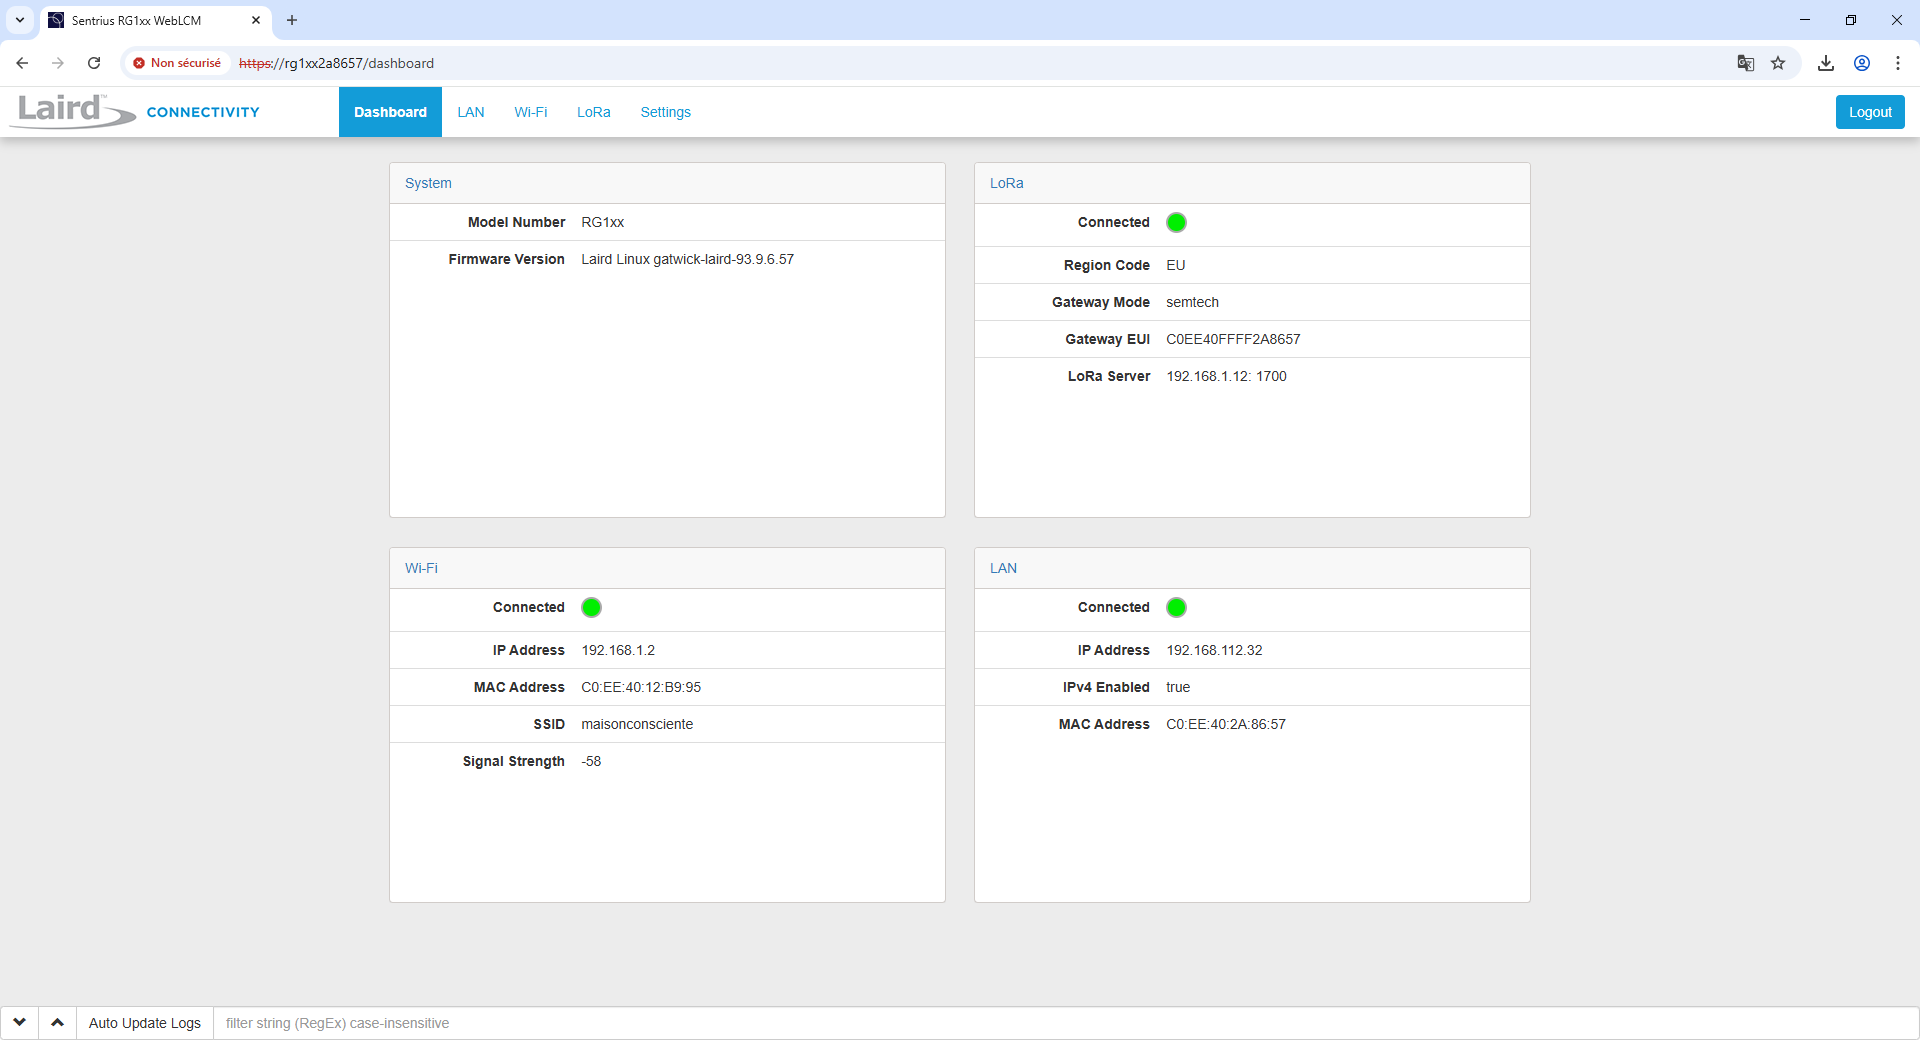 Sentrius RG1xx WebLCM
Non sécurisé https://rg1xx2a8657/dashboard
Laird™ CONNECTIVITY Dashboard LAN Wi-Fi LoRa Settings Logout
System
Model Number RG1xx
Firmware Version Laird Linux gatwick-laird-93.9.6.57
LoRa
Connected
Region Code EU
Gateway Mode semtech
Gateway EUI C0EE40FFFF2A8657
LoRa Server 192.168.1.12: 1700
Wi-Fi
Connected
IP Address 192.168.1.2
MAC Address C0:EE:40:12:B9:95
SSID maisonconsciente
Signal Strength -58
LAN
Connected
IP Address 192.168.112.32
IPv4 Enabled true
MAC Address C0:EE:40:2A:86:57
Auto Update Logs filter string (RegEx) case-insensitive